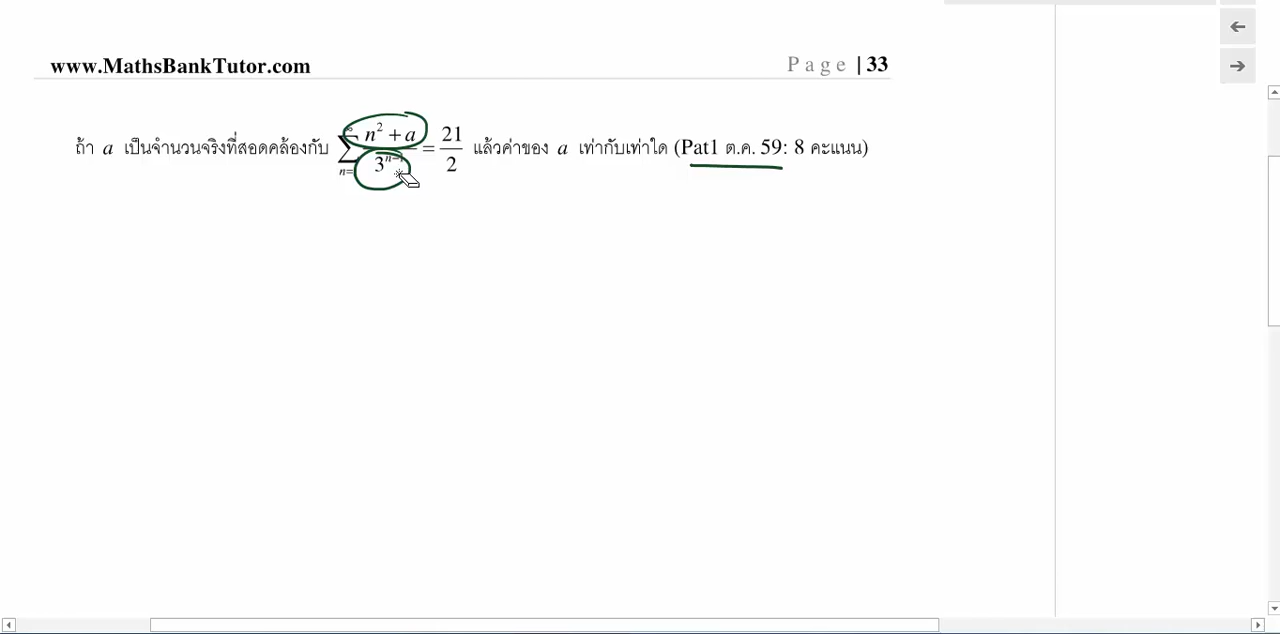 www.MathsBankTutor.com
Page | 33
ถ้า a เป็นจำนวนจริงที่สอดคล้องกับ ∑ n=  n² + a / 3ⁿ⁻ = 21/2 แล้วค่าของ a เท่ากับเท่าใด (Pat1 ต.ค. 59: 8 คะแนน)